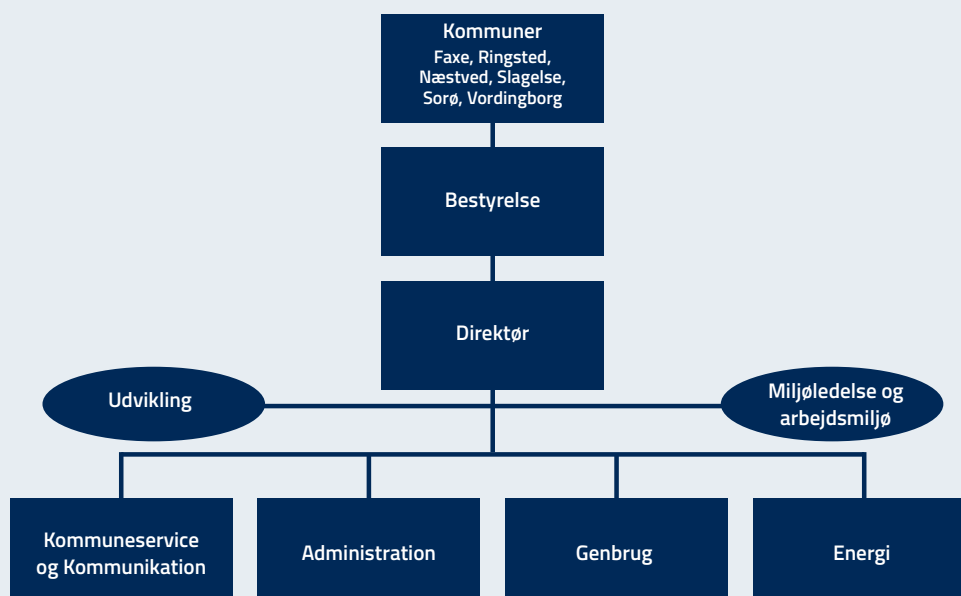 Kommuner
Faxe, Ringsted,
Næstved, Slagelse,
Sorø, Vordingborg
Bestyrelse
Direktør
Udvikling
Miljøledelse og
arbejdsmiljø
Kommuneservice
og Kommunikation
Administration
Genbrug
Energi